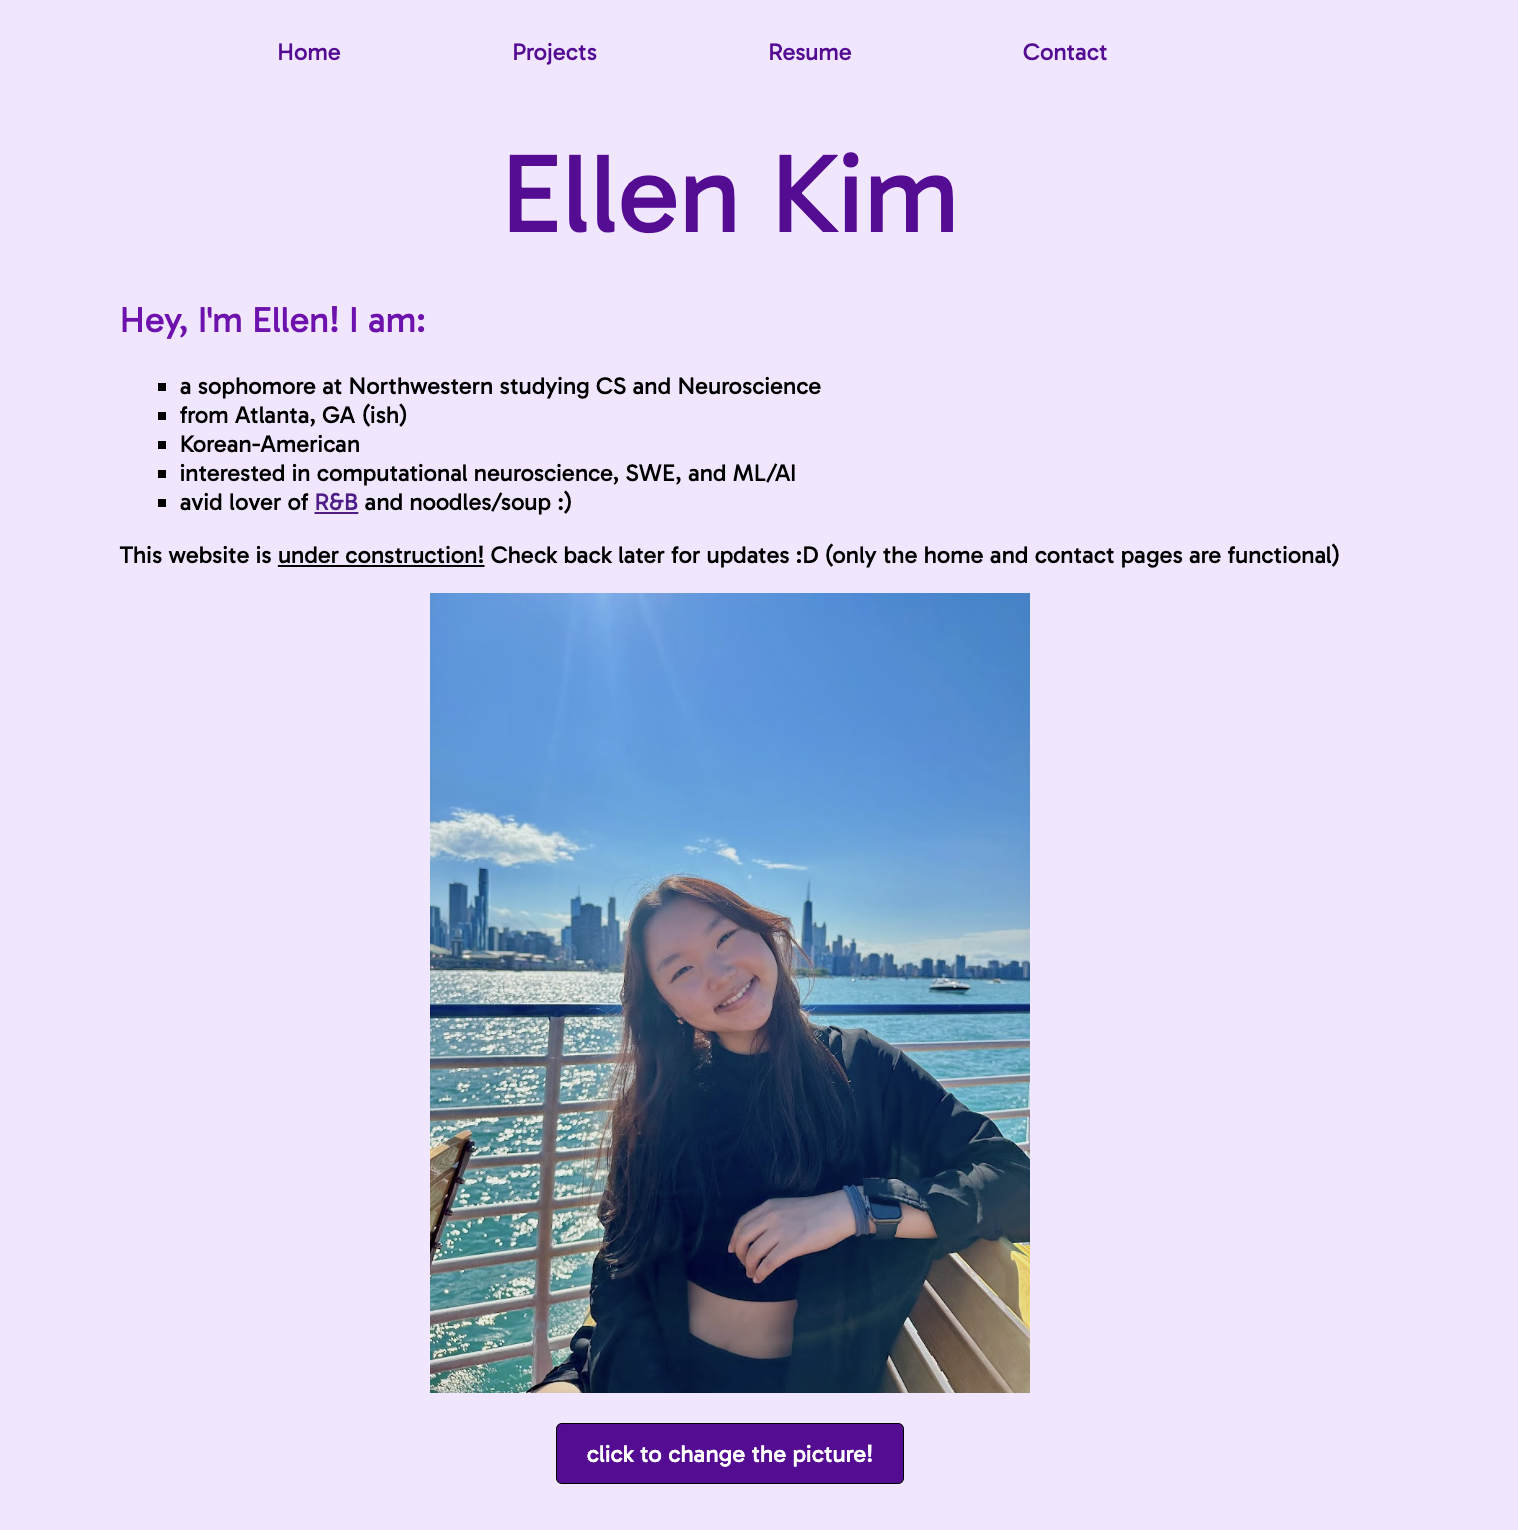 Home Projects Resume Contact
Ellen Kim
Hey, I'm Ellen! I am:
a sophomore at Northwestern studying CS and Neuroscience
from Atlanta, GA (ish)
Korean-American
interested in computational neuroscience, SWE, and ML/AI
avid lover of R&B and noodles/soup :)
This website is under construction! Check back later for updates :D (only the home and contact pages are functional)
click to change the picture!